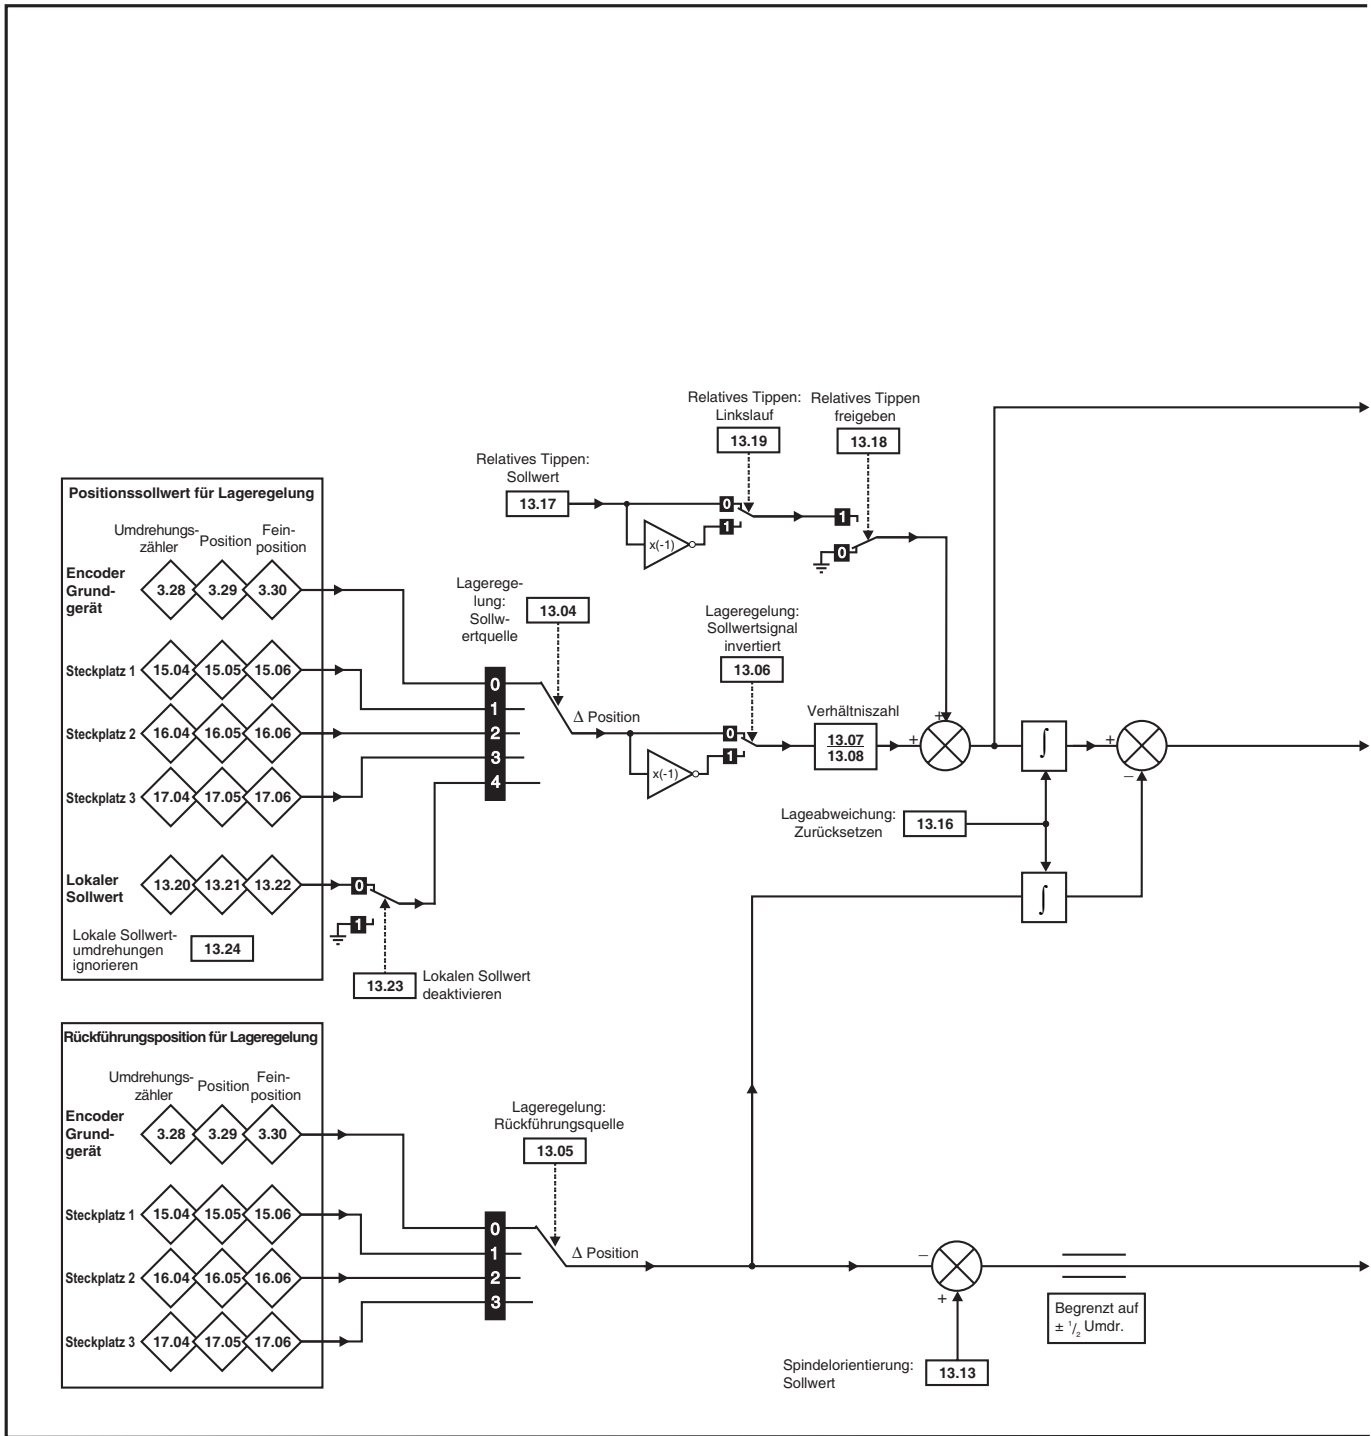 Relatives Tippen:
Linkslauf
13.19
Relatives Tippen
freigeben
13.18
Relatives Tippen:
Sollwert
13.17
0
1
x(-1)
1
0
Positionssollwert für Lageregelung
Umdrehungs-
zähler
Position
Fein-
position
Encoder
Grund-
gerät
3.28
3.29
3.30
Steckplatz 1
15.04
15.05
15.06
Steckplatz 2
16.04
16.05
16.06
Steckplatz 3
17.04
17.05
17.06
Lokaler
Sollwert
13.20
13.21
13.22
Lokale Sollwert-
umdrehungen
ignorieren
13.24
0
1
13.23
Lokalen Sollwert
deaktivieren
Lagerege-
lung:
Sollw-
ertquelle
13.04
0
1
2
3
4
Δ Position
x(-1)
0
1
Lageregelung:
Sollwertsignal
invertiert
13.06
Verhältniszahl
13.07
13.08
+
+
∫
+
−
Lageabweichung:
Zurücksetzen
13.16
∫
Rückführungsposition für Lageregelung
Umdrehungs-
zähler
Position
Fein-
position
Encoder
Grund-
gerät
3.28
3.29
3.30
Steckplatz 1
15.04
15.05
15.06
Steckplatz 2
16.04
16.05
16.06
Steckplatz 3
17.04
17.05
17.06
Lageregelung:
Rückführungsquelle
13.05
0
1
2
3
Δ Position
−
+
Begrenzt auf
± 1/2 Umdr.
Spindelorientierung:
Sollwert
13.13